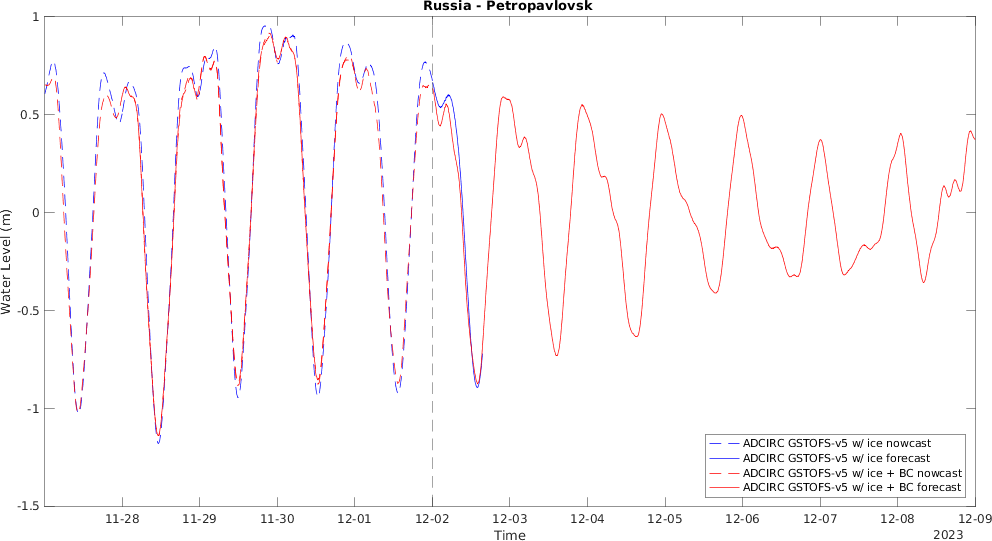 Russia - Petropavlovsk
Water Level (m)
1
0.5
0
-0.5
-1
-1.5
11-28
11-29
11-30
12-01
12-02
12-03
12-04
12-05
12-06
12-07
12-08
12-09
Time
2023
ADCIRC GSTOFS-v5 w/ ice nowcast
ADCIRC GSTOFS-v5 w/ ice forecast
ADCIRC GSTOFS-v5 w/ ice + BC nowcast
ADCIRC GSTOFS-v5 w/ ice + BC forecast